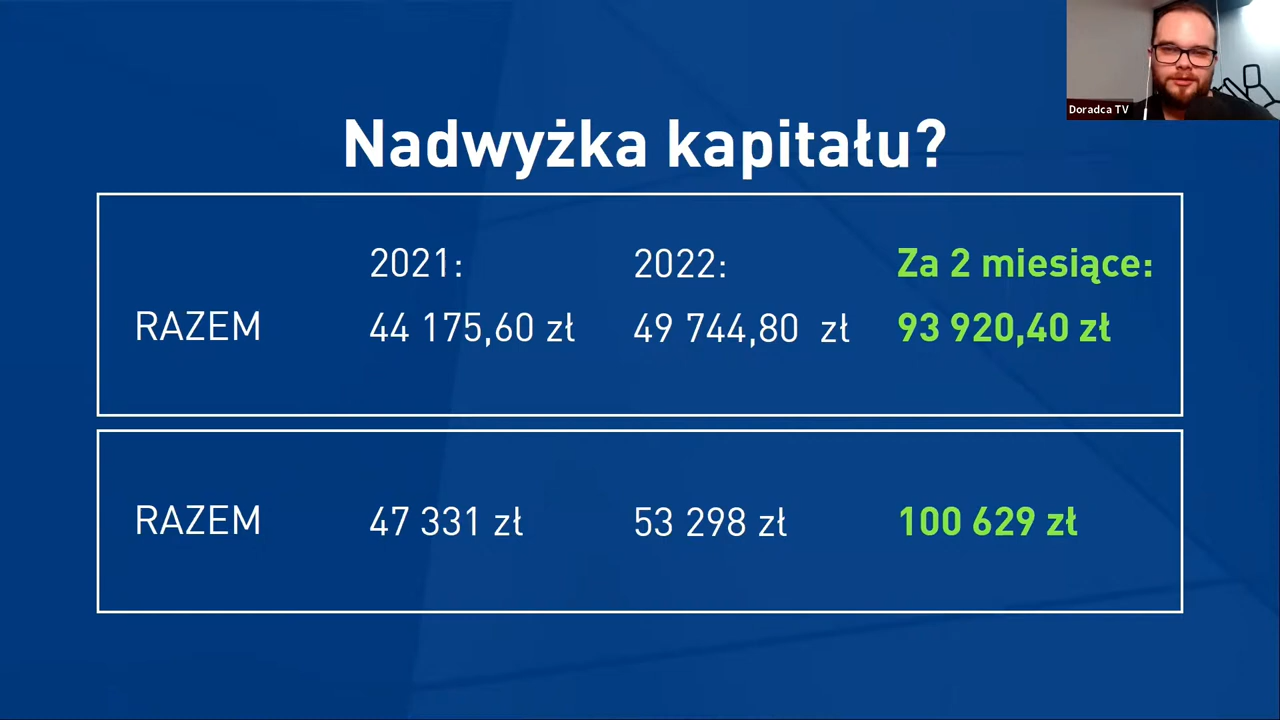 Doradca TV
Nadwyżka kapitału?
2021: 2022: Za 2 miesiące:
RAZEM 44 175,60 zł 49 744,80 zł 93 920,40 zł
RAZEM 47 331 zł 53 298 zł 100 629 zł